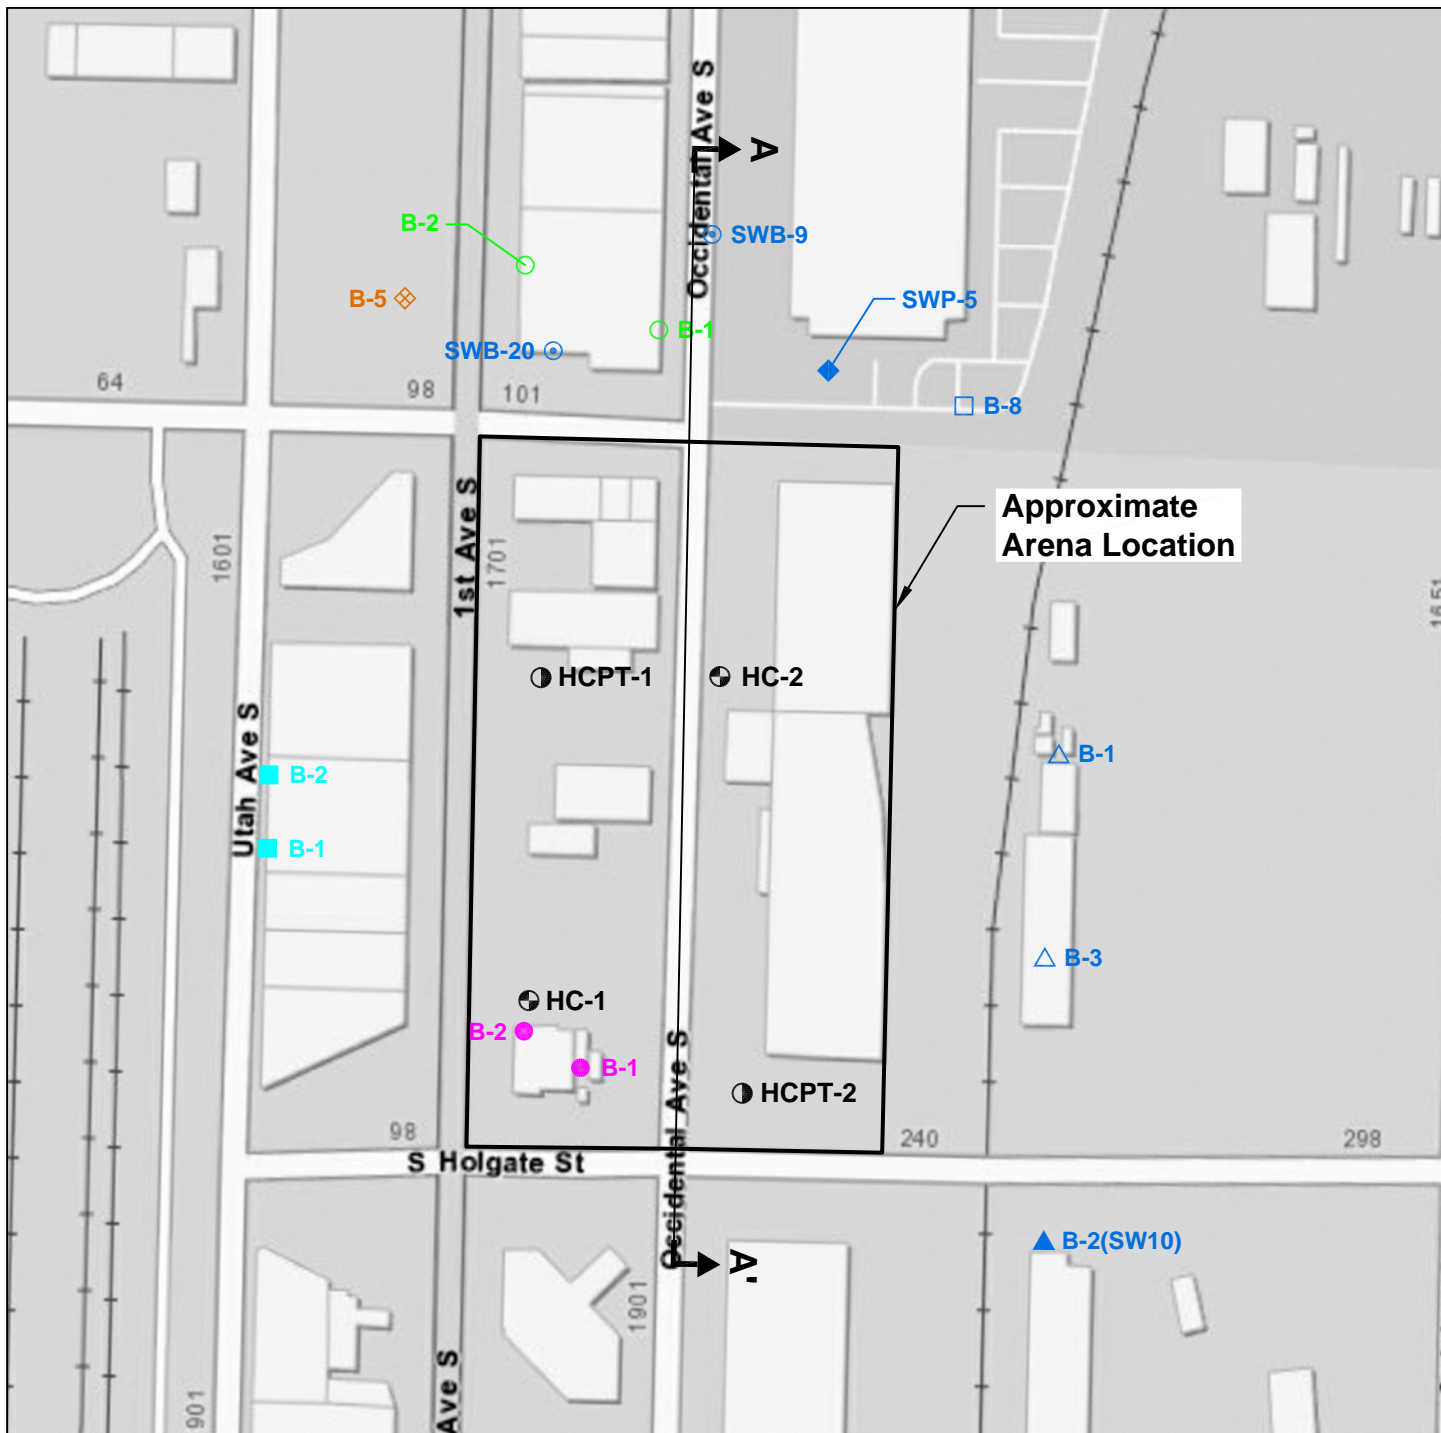 Occidental Ave S
A
B-2
SWB-9
B-5
SWP-5
B-1
SWB-20
64
98
101
B-8
1st Ave S
Approximate
Arena Location
1601
1701
1651
HCPT-1
HC-2
Utah Ave S
B-2
B-1
B-1
B-3
HC-1
B-2
B-1
HCPT-2
Occidental Ave S
98
240
298
S Holgate St
B-2(SW10)
A'
1901
Ave S
901